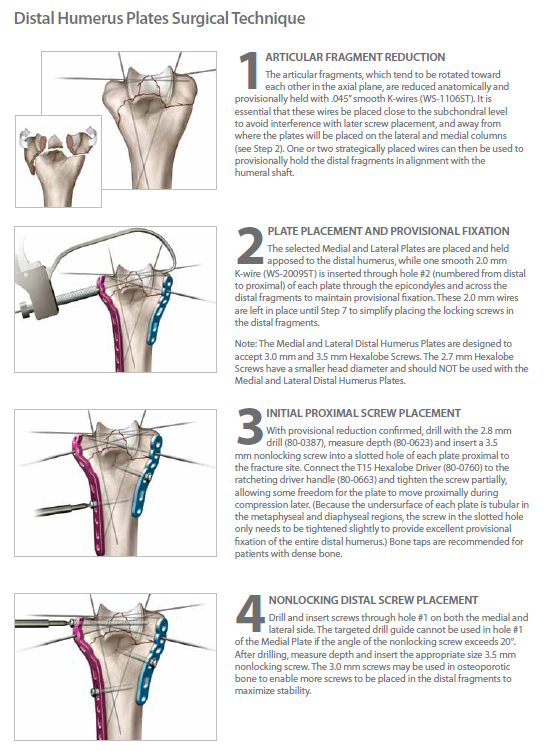 Distal Humerus Plates Surgical Technique
1 ARTICULAR FRAGMENT REDUCTION
The articular fragments, which tend to be rotated toward
each other in the axial plane, are reduced anatomically and
provisionally held with .045" smooth K-wires (WS-1106ST). It is
essential that these wires be placed close to the subchondral level
to avoid interference with later screw placement, and away from
where the plates will be placed on the lateral and medial columns
(see Step 2). One or two strategically placed wires can then be used to
provisionally hold the distal fragments in alignment with the
humeral shaft.
2 PLATE PLACEMENT AND PROVISIONAL FIXATION
The selected Medial and Lateral Plates are placed and held
apposed to the distal humerus, while one smooth 2.0 mm
K-wire (WS-2009ST) is inserted through hole #2 (numbered from distal
to proximal) of each plate through the epicondyles and across the
distal fragments to maintain provisional fixation. These 2.0 mm wires
are left in place until Step 7 to simplify placing the locking screws in
the distal fragments.
Note: The Medial and Lateral Distal Humerus Plates are designed to
accept 3.0 mm and 3.5 mm Hexalobe Screws. The 2.7 mm Hexalobe
Screws have a smaller head diameter and should NOT be used with the
Medial and Lateral Distal Humerus Plates.
3 INITIAL PROXIMAL SCREW PLACEMENT
With provisional reduction confirmed, drill with the 2.8 mm
drill (80-0387), measure depth (80-0623) and insert a 3.5
mm nonlocking screw into a slotted hole of each plate proximal to
the fracture site. Connect the T15 Hexalobe Driver (80-0760) to the
ratcheting driver handle (80-0663) and tighten the screw partially,
allowing some freedom for the plate to move proximally during
compression later. (Because the undersurface of each plate is tubular in
the metaphyseal and diaphyseal regions, the screw in the slotted hole
only needs to be tightened slightly to provide excellent provisional
fixation of the entire distal humerus.) Bone taps are recommended for
patients with dense bone.
4 NONLOCKING DISTAL SCREW PLACEMENT
Drill and insert screws through hole #1 on both the medial and
lateral side. The targeted drill guide cannot be used in hole #1
of the Medial Plate if the angle of the nonlocking screw exceeds 20°.
After drilling, measure depth and insert the appropriate size 3.5 mm
nonlocking screw. The 3.0 mm screws may be used in osteoporotic
bone to enable more screws to be placed in the distal fragments to
maximize stability.